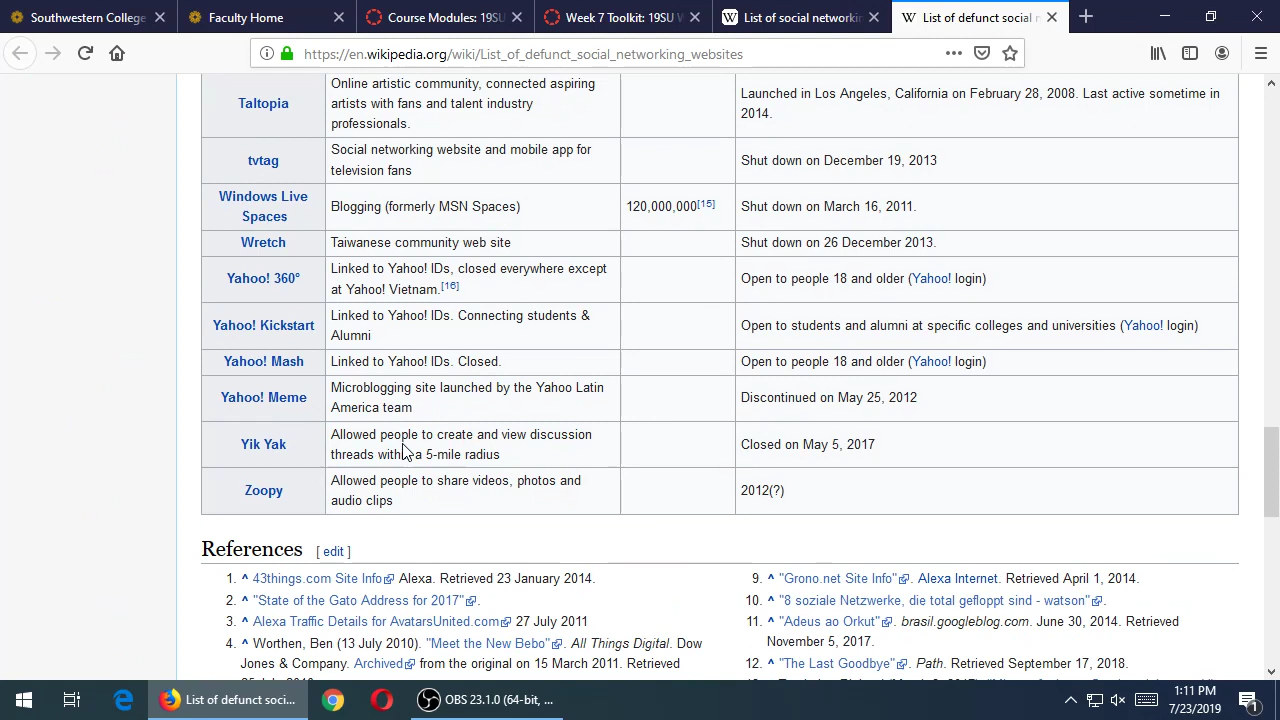 Southwestern College
Faculty Home
Course Modules: 19SU
Week 7 Toolkit: 19SU
List of social networkin
List of defunct social
https://en.wikipedia.org/wiki/List_of_defunct_social_networking_websites
Taltopia
Online artistic community, connected aspiring
artists with fans and talent industry
professionals.
Launched in Los Angeles, California on February 28, 2008. Last active sometime in
2014.
tvtag
Social networking website and mobile app for
television fans
Shut down on December 19, 2013
Windows Live
Spaces
Blogging (formerly MSN Spaces)
120,000,000[15]
Shut down on March 16, 2011.
Wretch
Taiwanese community web site
Shut down on 26 December 2013.
Yahoo! 360°
Linked to Yahoo! IDs, closed everywhere except
at Yahoo! Vietnam.[16]
Open to people 18 and older (Yahoo! login)
Yahoo! Kickstart
Linked to Yahoo! IDs. Connecting students &
Alumni
Open to students and alumni at specific colleges and universities (Yahoo! login)
Yahoo! Mash
Linked to Yahoo! IDs. Closed.
Open to people 18 and older (Yahoo! login)
Yahoo! Meme
Microblogging site launched by the Yahoo Latin
America team
Discontinued on May 25, 2012
Yik Yak
Allowed people to create and view discussion
threads within a 5-mile radius
Closed on May 5, 2017
Zoopy
Allowed people to share videos, photos and
audio clips
2012(?)
References [ edit ]
1. ^ 43things.com Site Info Alexa. Retrieved 23 January 2014.
2. ^ "State of the Gato Address for 2017".
3. ^ Alexa Traffic Details for AvatarsUnited.com 27 July 2011
4. ^ Worthen, Ben (13 July 2010). "Meet the New Bebo". All Things Digital. Dow
Jones & Company. Archived from the original on 15 March 2011. Retrieved
9. ^ "Grono.net Site Info". Alexa Internet. Retrieved April 1, 2014.
10. ^ "8 soziale Netzwerke, die total gefloppt sind - watson".
11. ^ "Adeus ao Orkut". brasil.googleblog.com. June 30, 2014. Retrieved
November 5, 2017.
12. ^ "The Last Goodbye". Path. Retrieved September 17, 2018.
List of defunct soci...
OBS 23.1.0 (64-bit, ...
1:11 PM
7/23/2019
1